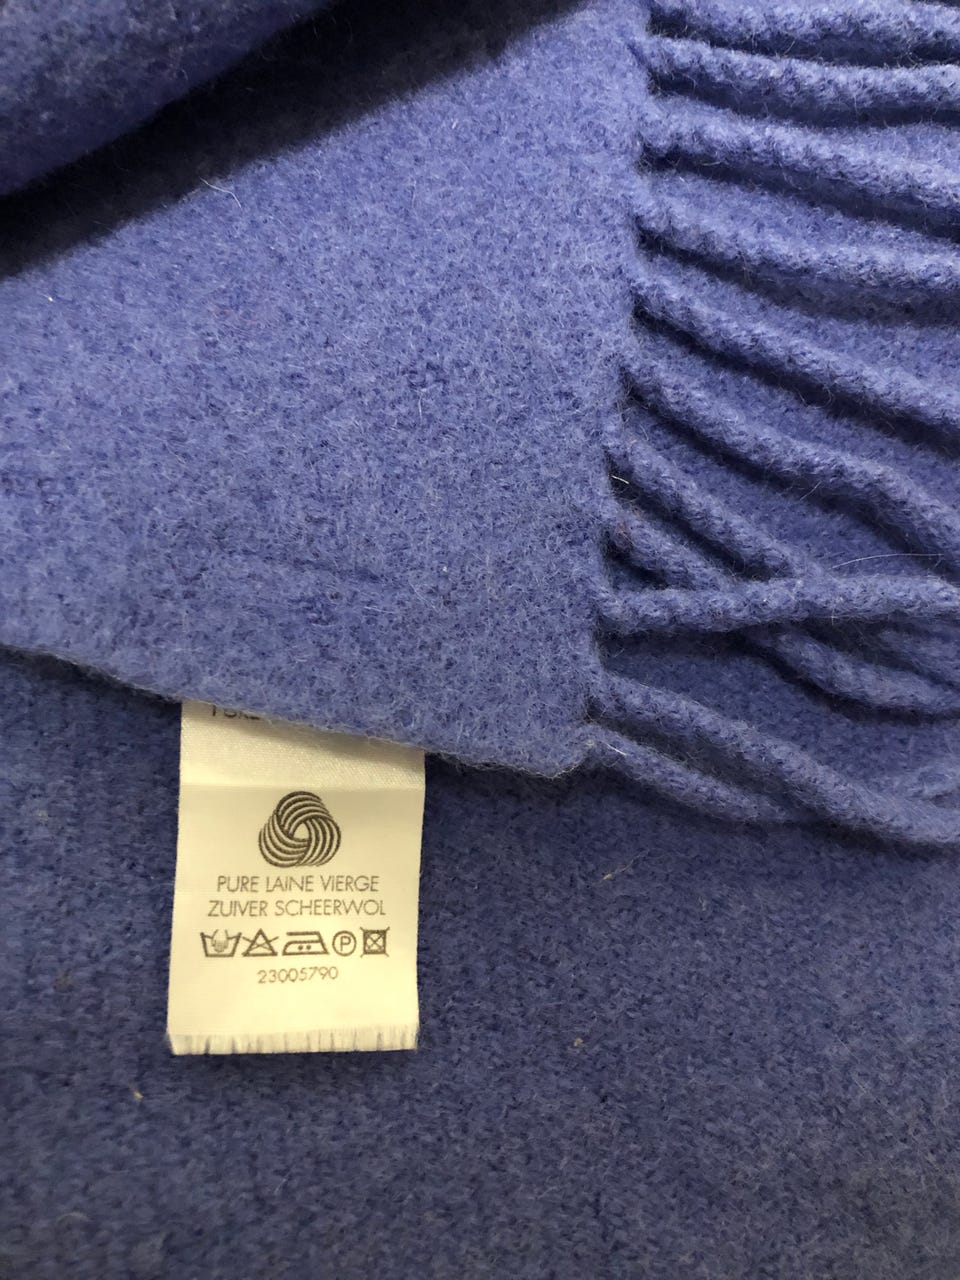 PURE LAINE VIERGE
ZUIVER SCHEERWOL
P
23005790